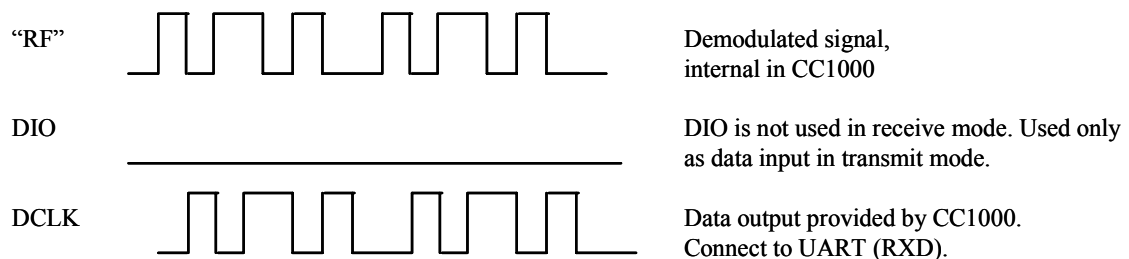 “RF”
Demodulated signal,
internal in CC1000
DIO
DIO is not used in receive mode. Used only
as data input in transmit mode.
DCLK
Data output provided by CC1000.
Connect to UART (RXD).